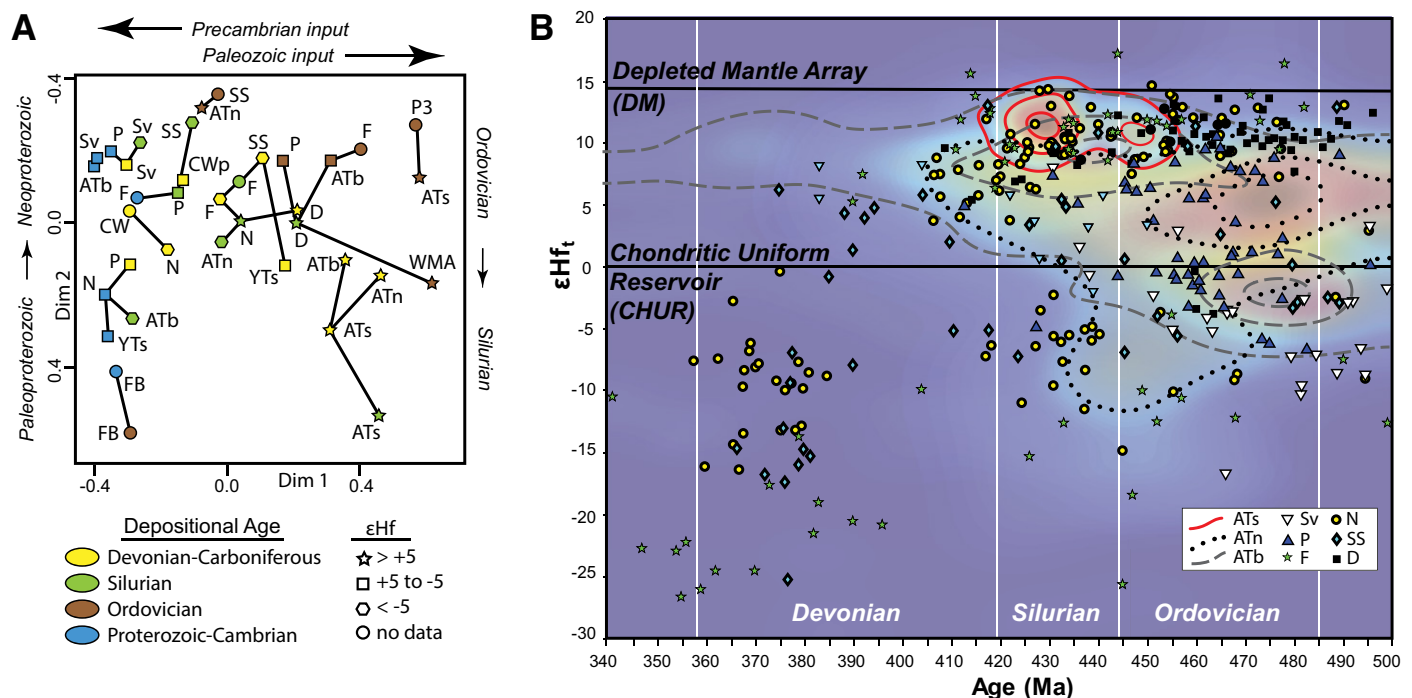 A
Precambrian input
Paleozoic input
-0.4
0.0
0.4
Dim 2
Neoproterozoic
Paleoproterozoic
Ordovician
Silurian
SS
ATn
P3
Sv
P
Sv
SS
Sv
CWp
SS
P
F
ATb
F
P
F
ATb
ATs
CW
F
D
N
N
ATn
D
P
YTs
ATb
WMA
N
ATn
ATb
ATs
YTs
FB
FB
ATs
-0.4
0.0
Dim 1
0.4
Depositional Age
εHf
Devonian-Carboniferous
> +5
Silurian
+5 to -5
Ordovician
< -5
Proterozoic-Cambrian
no data
B
20
15
10
5
0
-5
-10
-15
-20
-25
-30
εHft
Depleted Mantle Array
(DM)
Chondritic Uniform
Reservoir
(CHUR)
ATs
Sv
N
ATn
P
SS
ATb
F
D
Devonian
Silurian
Ordovician
340 350 360 370 380 390 400 410 420 430 440 450 460 470 480 490 500
Age (Ma)